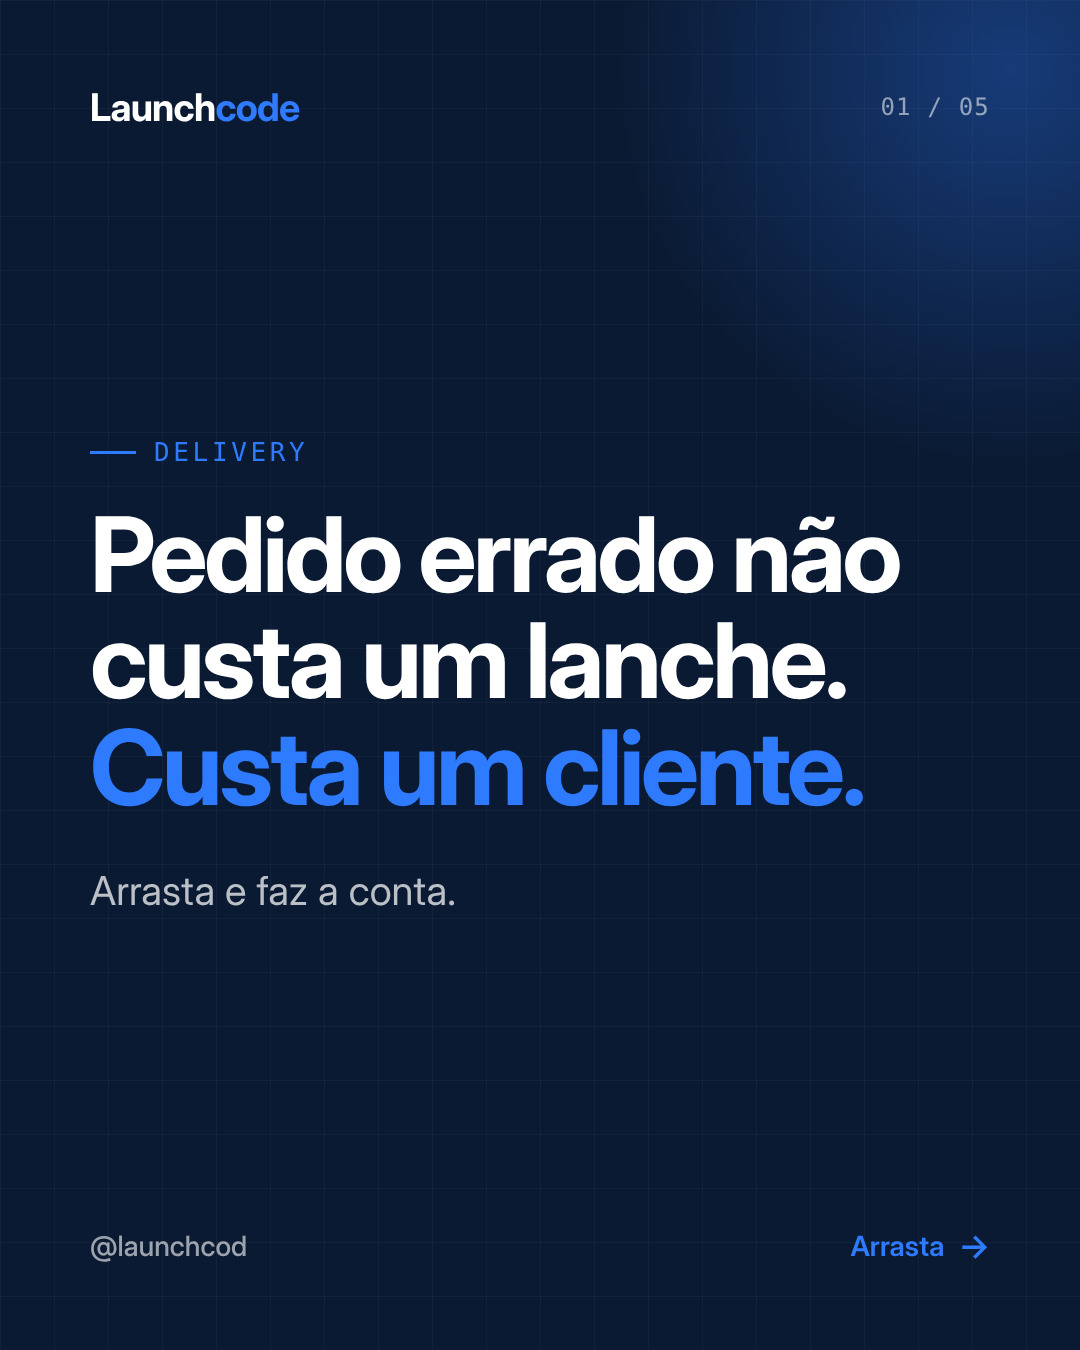 Launchcode
01 / 05
DELIVERY
Pedido errado não
custa um lanche.
Custa um cliente.
Arrasta e faz a conta.
@launchcod
Arrasta →